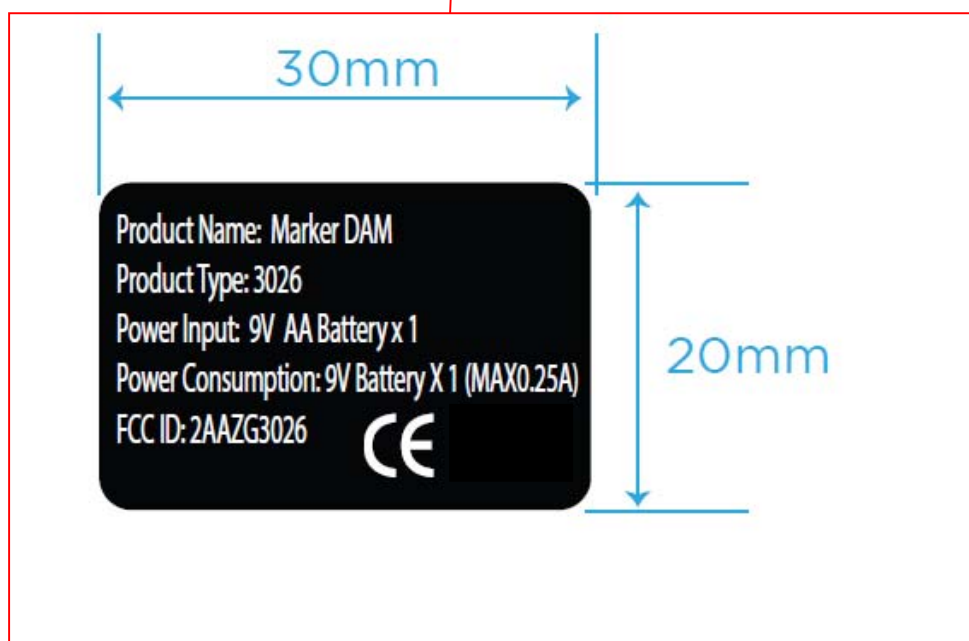 30mm
Product Name: Marker DAM
Product Type: 3026
Power Input: 9V AA Battery x 1
Power Consumption: 9V Battery X 1 (MAX0.25A)
FCC ID: 2AAZG3026
CE
20mm